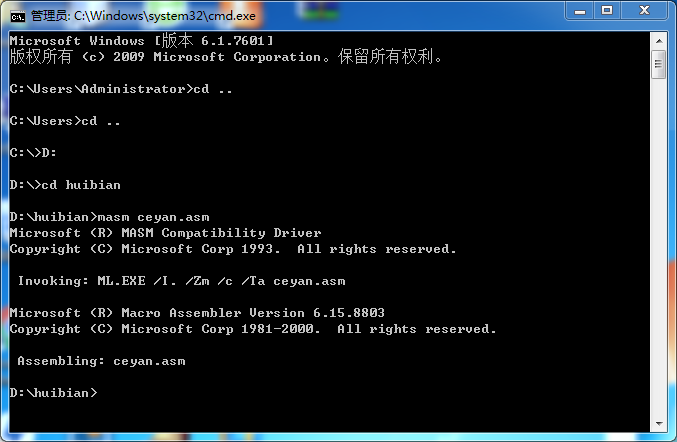 管理员: C:\Windows\system32\cmd.exe
Microsoft Windows [版本 6.1.7601]
版权所有 (c) 2009 Microsoft Corporation。保留所有权利。
C:\Users\Administrator>cd ..
C:\Users>cd ..
C:\>D:
D:\>cd huibian
D:\huibian>masm ceyan.asm
Microsoft (R) MASM Compatibility Driver
Copyright (C) Microsoft Corp 1993.  All rights reserved.
 Invoking: ML.EXE /I. /Zm /c /Ta ceyan.asm
Microsoft (R) Macro Assembler Version 6.15.8803
Copyright (C) Microsoft Corp 1981-2000.  All rights reserved.
 Assembling: ceyan.asm
D:\huibian>